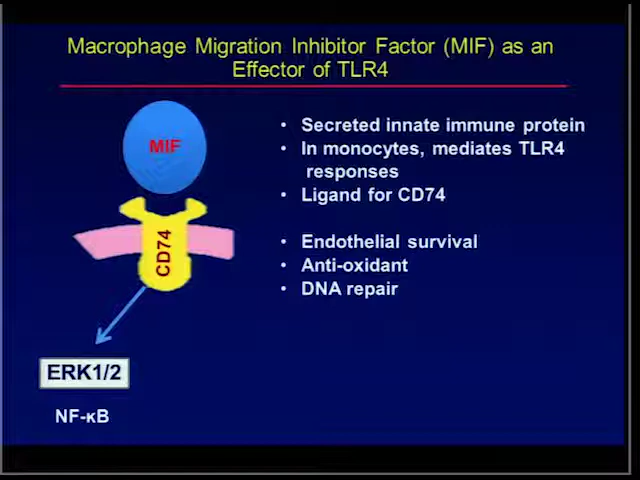 Macrophage Migration Inhibitor Factor (MIF) as an
Effector of TLR4
MIF
CD74
ERK1/2
NF-κB
• Secreted innate immune protein
• In monocytes, mediates TLR4
responses
• Ligand for CD74
• Endothelial survival
• Anti-oxidant
• DNA repair